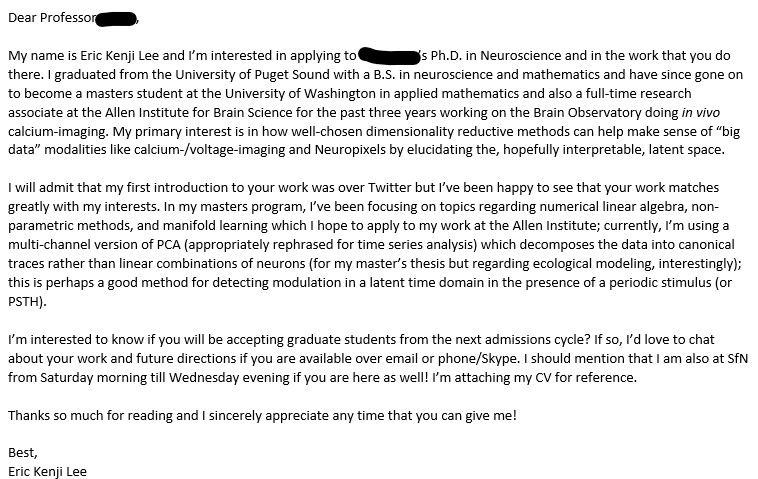 Dear Professor ,
My name is Eric Kenji Lee and I’m interested in applying to 's Ph.D. in Neuroscience and in the work that you do
there. I graduated from the University of Puget Sound with a B.S. in neuroscience and mathematics and have since gone on
to become a masters student at the University of Washington in applied mathematics and also a full-time research
associate at the Allen Institute for Brain Science for the past three years working on the Brain Observatory doing in vivo
calcium-imaging. My primary interest is in how well-chosen dimensionality reductive methods can help make sense of “big
data” modalities like calcium-/voltage-imaging and Neuropixels by elucidating the, hopefully interpretable, latent space.
I will admit that my first introduction to your work was over Twitter but I’ve been happy to see that your work matches
greatly with my interests. In my masters program, I’ve been focusing on topics regarding numerical linear algebra, non-
parametric methods, and manifold learning which I hope to apply to my work at the Allen Institute; currently, I’m using a
multi-channel version of PCA (appropriately rephrased for time series analysis) which decomposes the data into canonical
traces rather than linear combinations of neurons (for my master’s thesis but regarding ecological modeling, interestingly);
this is perhaps a good method for detecting modulation in a latent time domain in the presence of a periodic stimulus (or
PSTH).
I’m interested to know if you will be accepting graduate students from the next admissions cycle? If so, I’d love to chat
about your work and future directions if you are available over email or phone/Skype. I should mention that I am also at SfN
from Saturday morning till Wednesday evening if you are here as well! I’m attaching my CV for reference.
Thanks so much for reading and I sincerely appreciate any time that you can give me!
Best,
Eric Kenji Lee